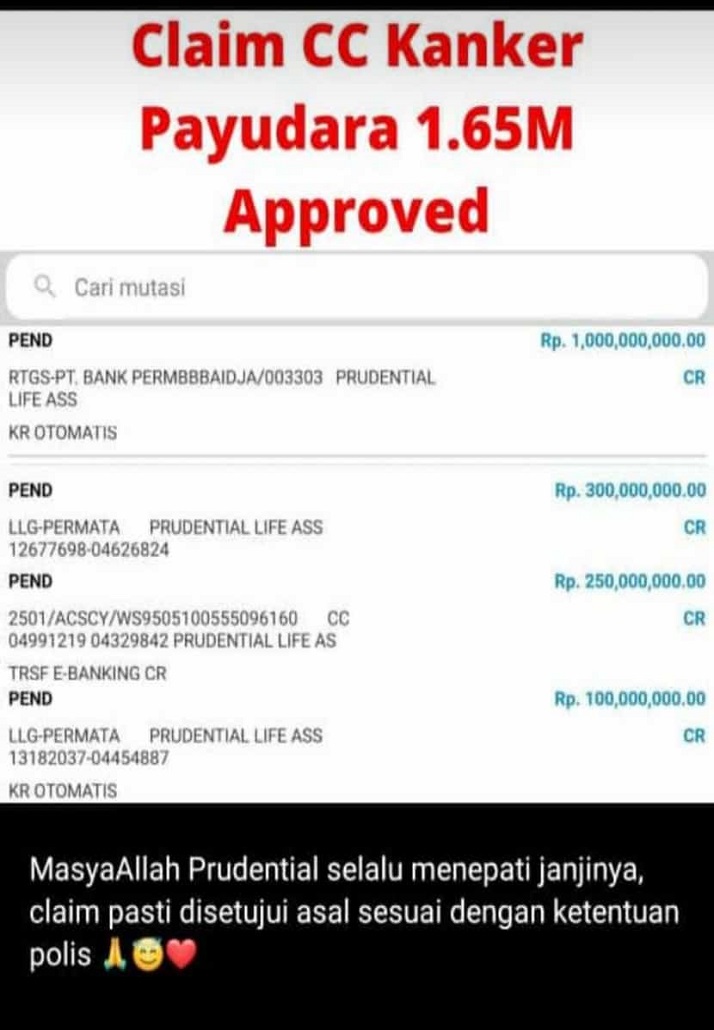 Claim CC Kanker
Payudara 1.65M
Approved
Cari mutasi
PEND Rp. 1,000,000,000.00
RTGS-PT. BANK PERMBBBAIDJA/003303 PRUDENTIAL CR
LIFE ASS
KR OTOMATIS
PEND Rp. 300,000,000.00
LLG-PERMATA PRUDENTIAL LIFE ASS CR
12677698-04626824
PEND Rp. 250,000,000.00
2501/ACSCY/WS9505100555096160 CC CR
04991219 04329842 PRUDENTIAL LIFE AS
TRSF E-BANKING CR
PEND Rp. 100,000,000.00
LLG-PERMATA PRUDENTIAL LIFE ASS CR
13182037-04454887
KR OTOMATIS
MasyaAllah Prudential selalu menepati janjinya,
claim pasti disetujui asal sesuai dengan ketentuan
polis 🙏😇❤️